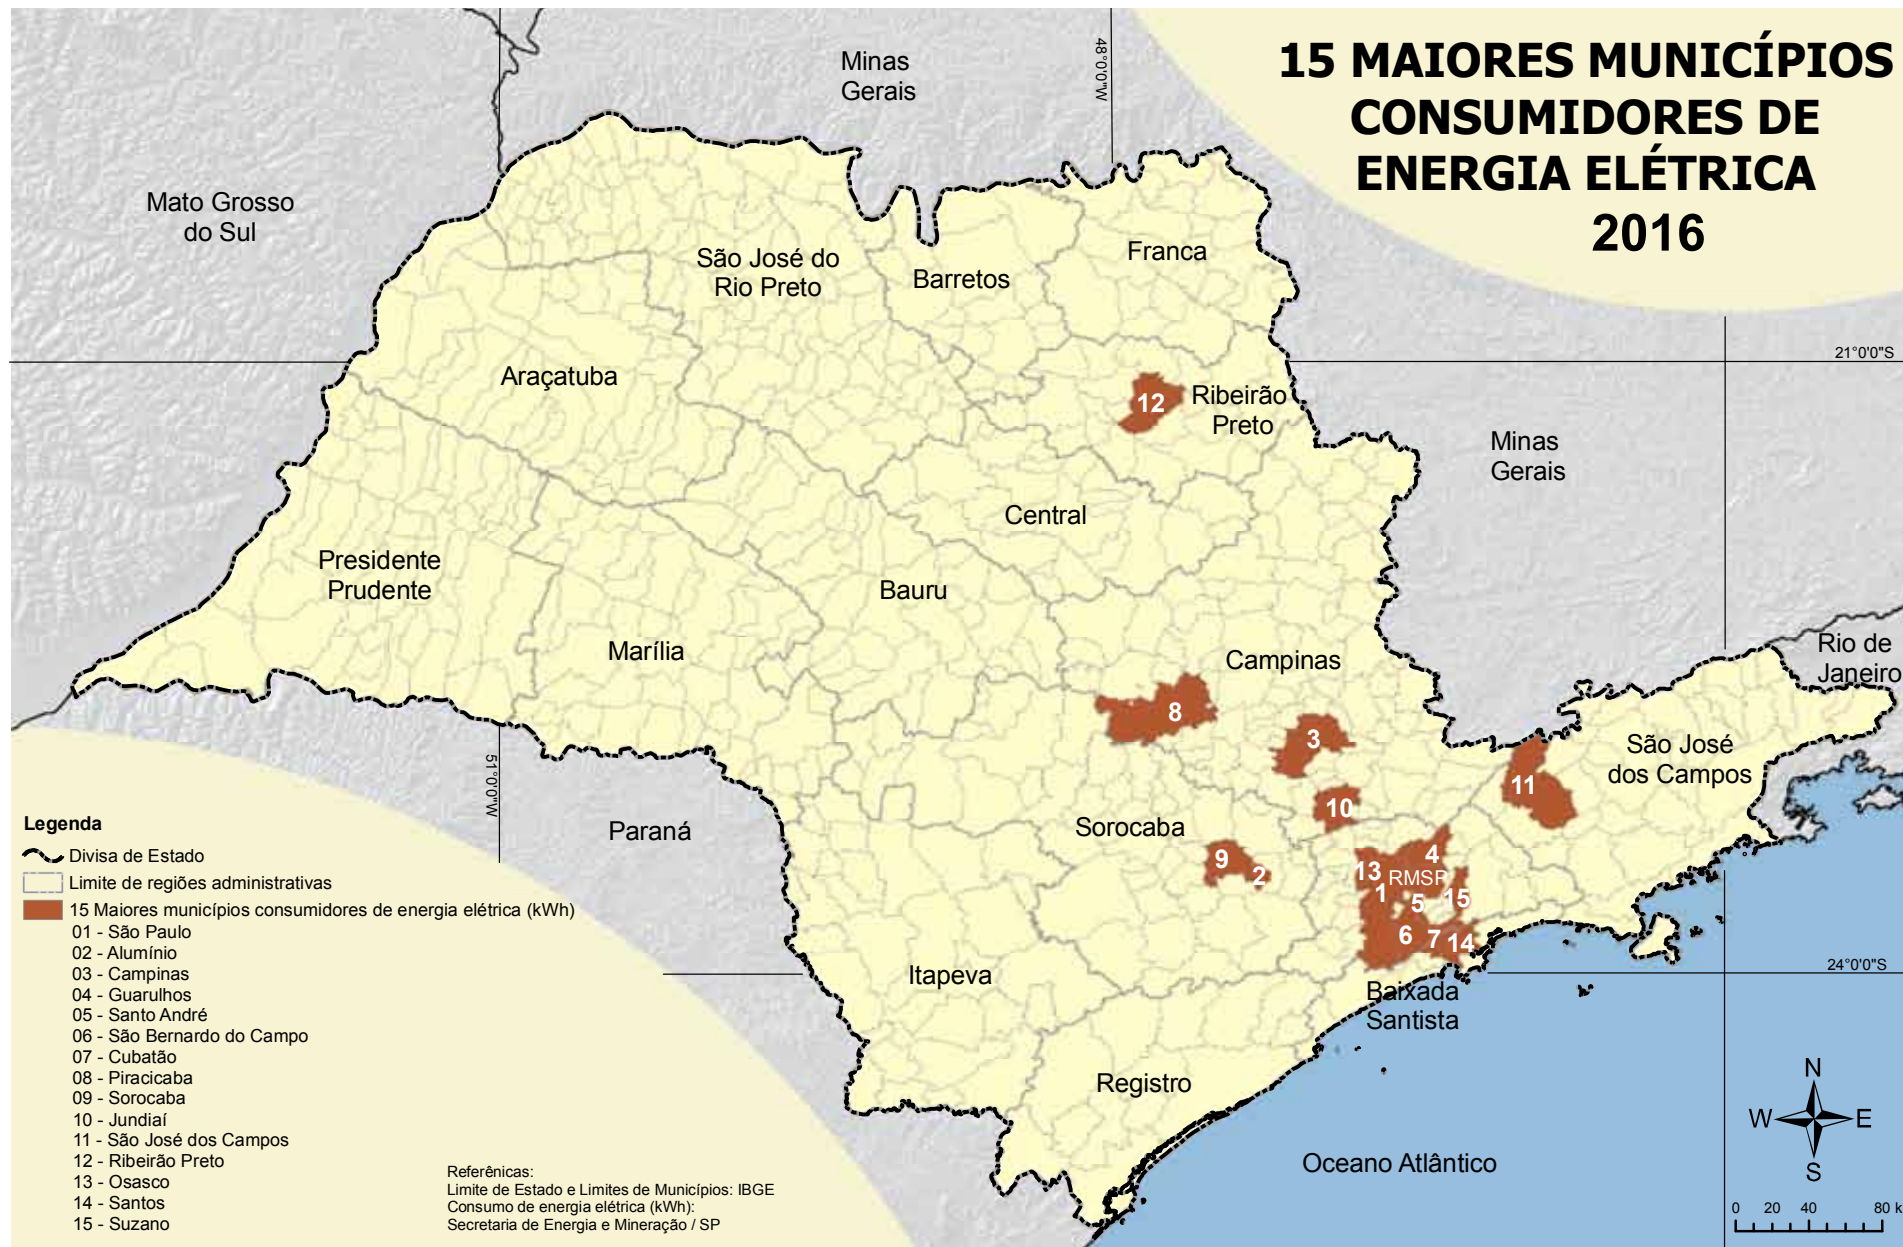 15 MAIORES MUNICÍPIOS
CONSUMIDORES DE
ENERGIA ELÉTRICA
2016
Minas
Gerais
48°0'0"W
Mato Grosso
do Sul
São José do
Rio Preto
Barretos
Franca
21°0'0"S
Araçatuba
12
Ribeirão
Preto
Minas
Gerais
Central
Presidente
Prudente
Bauru
Marília
Campinas
Rio de
Janeiro
8
3
São José
dos Campos
11
51°0'0"W
10
Paraná
Sorocaba
9
2
4
13
RMSP
1
5
15
6
7
14
24°0'0"S
Itapeva
Baixada
Santista
Registro
Oceano Atlântico
Legenda
Divisa de Estado
Limite de regiões administrativas
15 Maiores municípios consumidores de energia elétrica (kWh)
01 - São Paulo
02 - Alumínio
03 - Campinas
04 - Guarulhos
05 - Santo André
06 - São Bernardo do Campo
07 - Cubatão
08 - Piracicaba
09 - Sorocaba
10 - Jundiaí
11 - São José dos Campos
12 - Ribeirão Preto
13 - Osasco
14 - Santos
15 - Suzano
Referênicas:
Limite de Estado e Limites de Municípios: IBGE
Consumo de energia elétrica (kWh):
Secretaria de Energia e Mineração / SP
N
W E
S
0 20 40 80 k